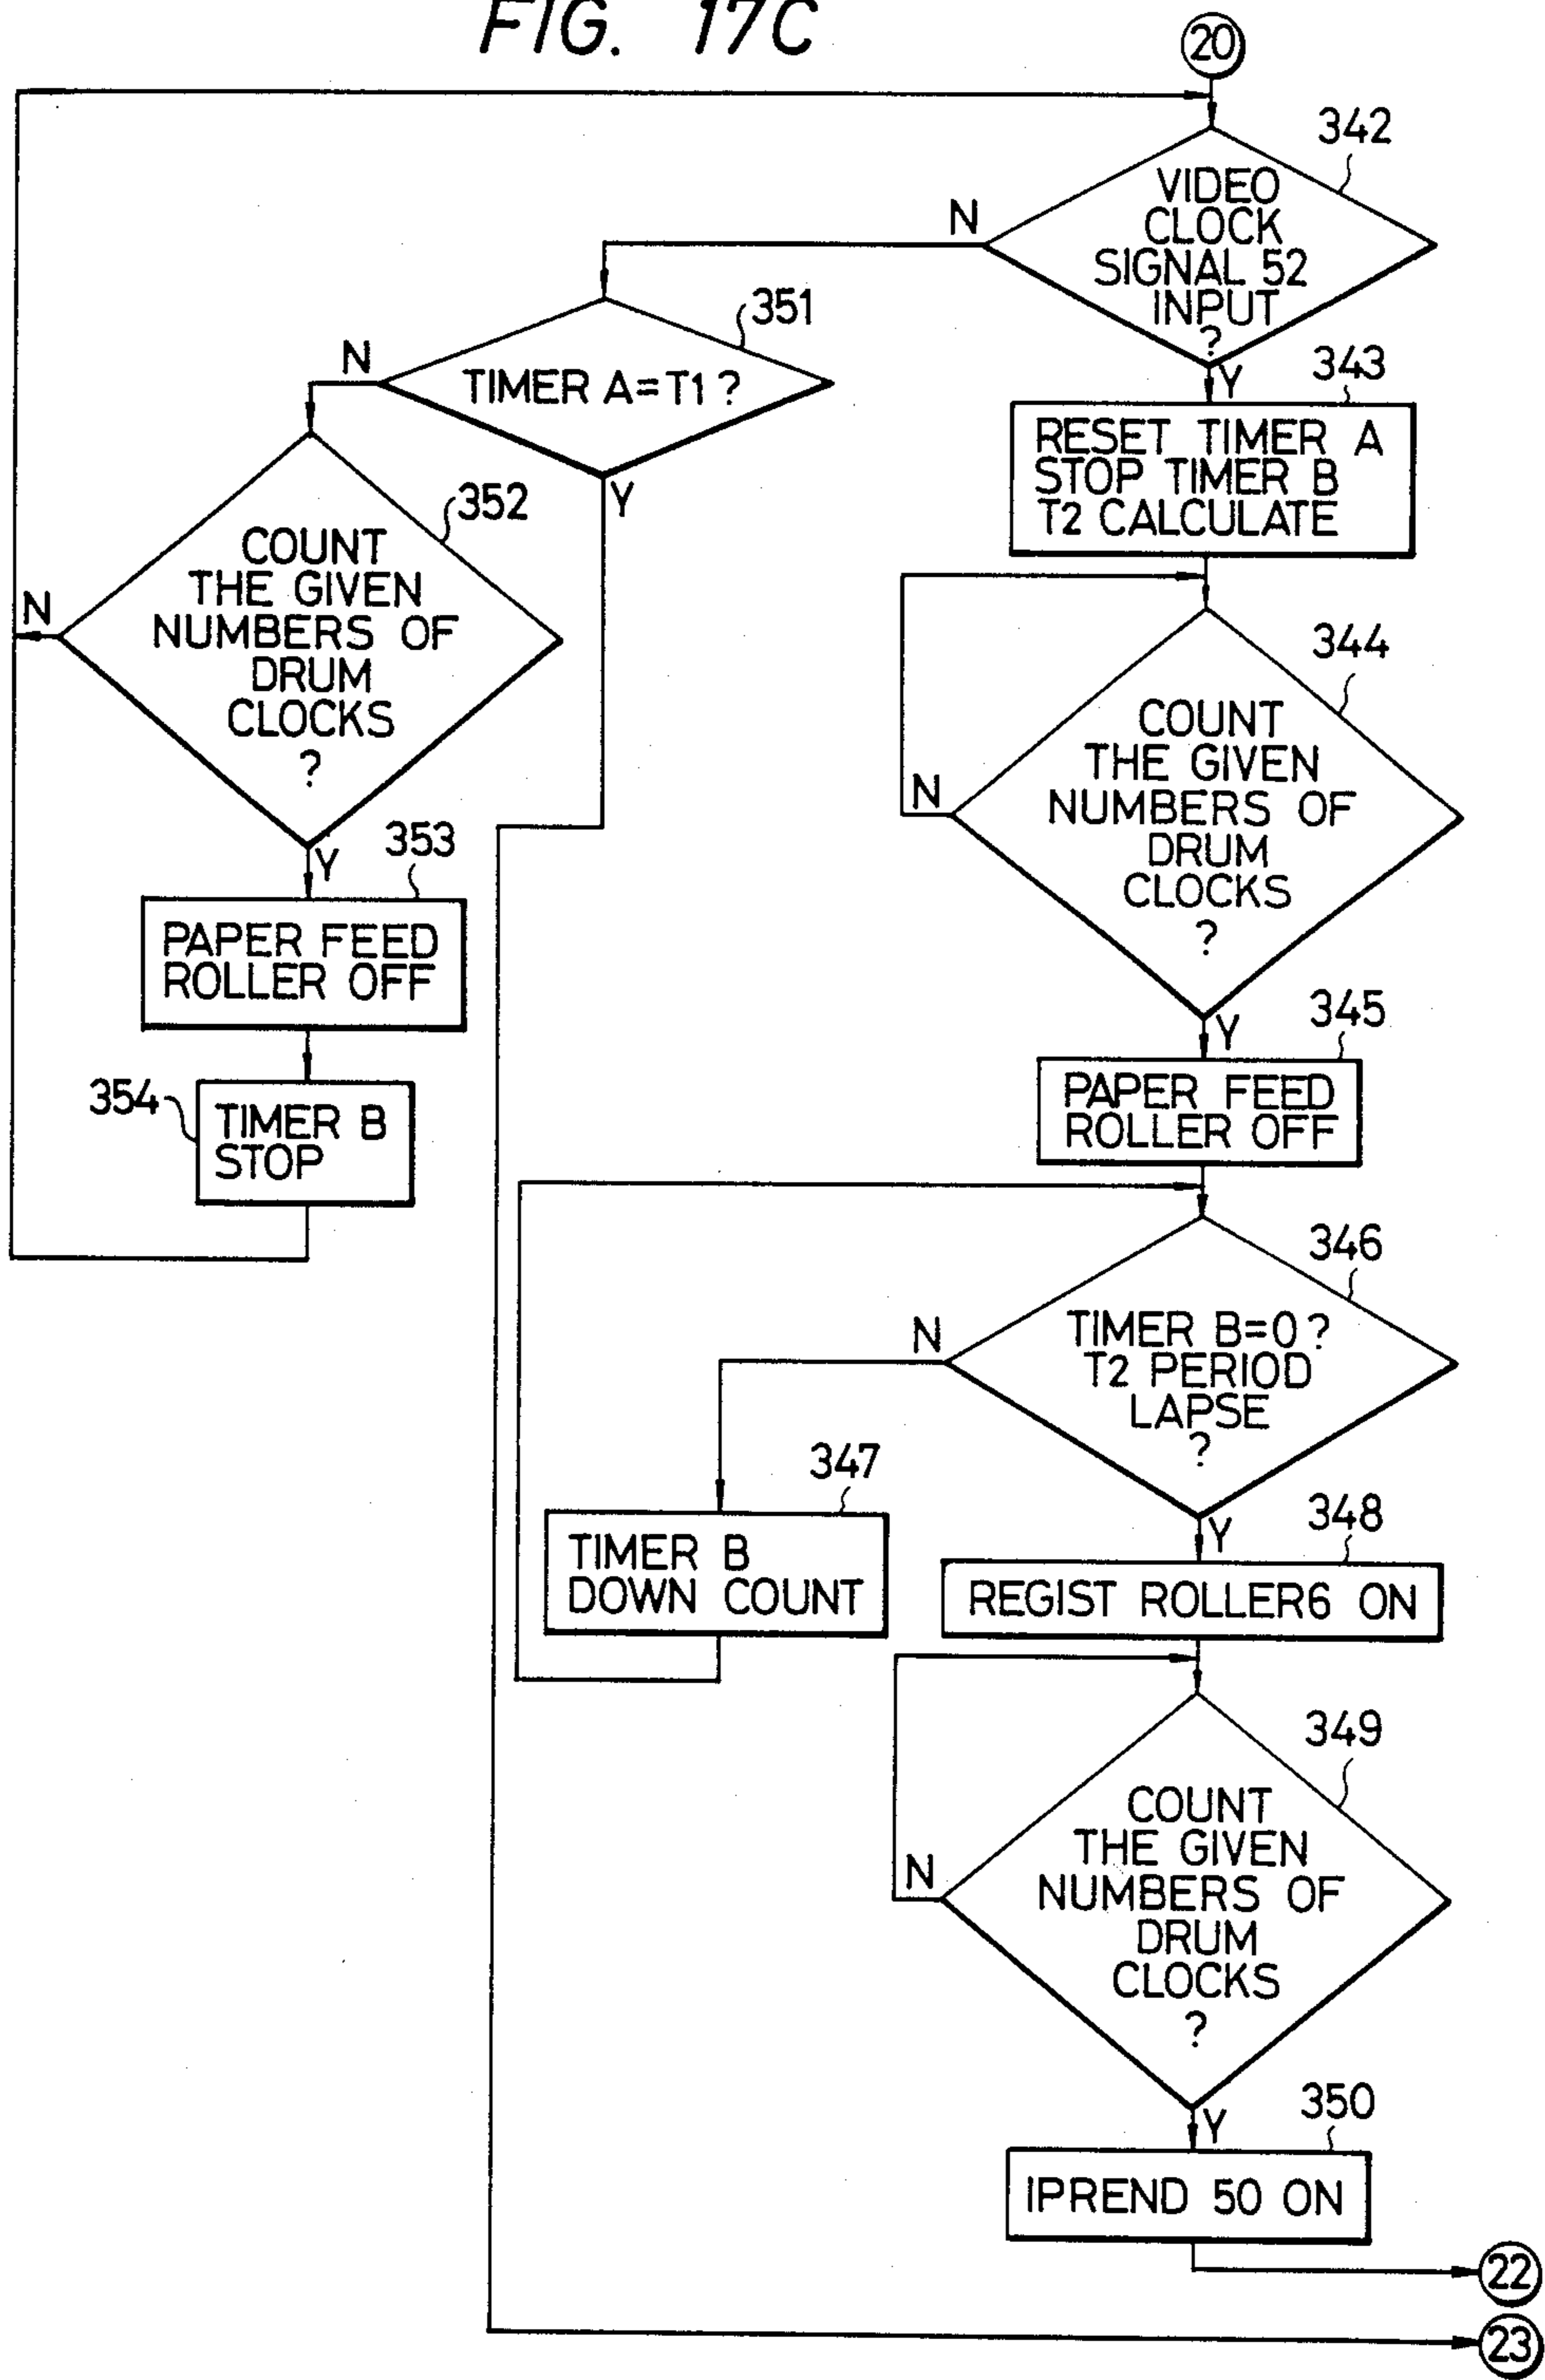 FIG. 17C
20
342
VIDEO
CLOCK
SIGNAL 52
INPUT
?
N
Y
351
TIMER A=T1?
N
Y
343
RESET TIMER A
STOP TIMER B
T2 CALCULATE
352
COUNT
THE GIVEN
NUMBERS OF
DRUM
CLOCKS
?
N
Y
344
COUNT
THE GIVEN
NUMBERS OF
DRUM
CLOCKS
?
N
Y
353
PAPER FEED
ROLLER OFF
354
TIMER B
STOP
345
PAPER FEED
ROLLER OFF
346
TIMER B=0?
T2 PERIOD
LAPSE
?
N
Y
347
TIMER B
DOWN COUNT
348
REGIST ROLLER6 ON
349
COUNT
THE GIVEN
NUMBERS OF
DRUM
CLOCKS
?
N
Y
350
IPREND 50 ON
22
23